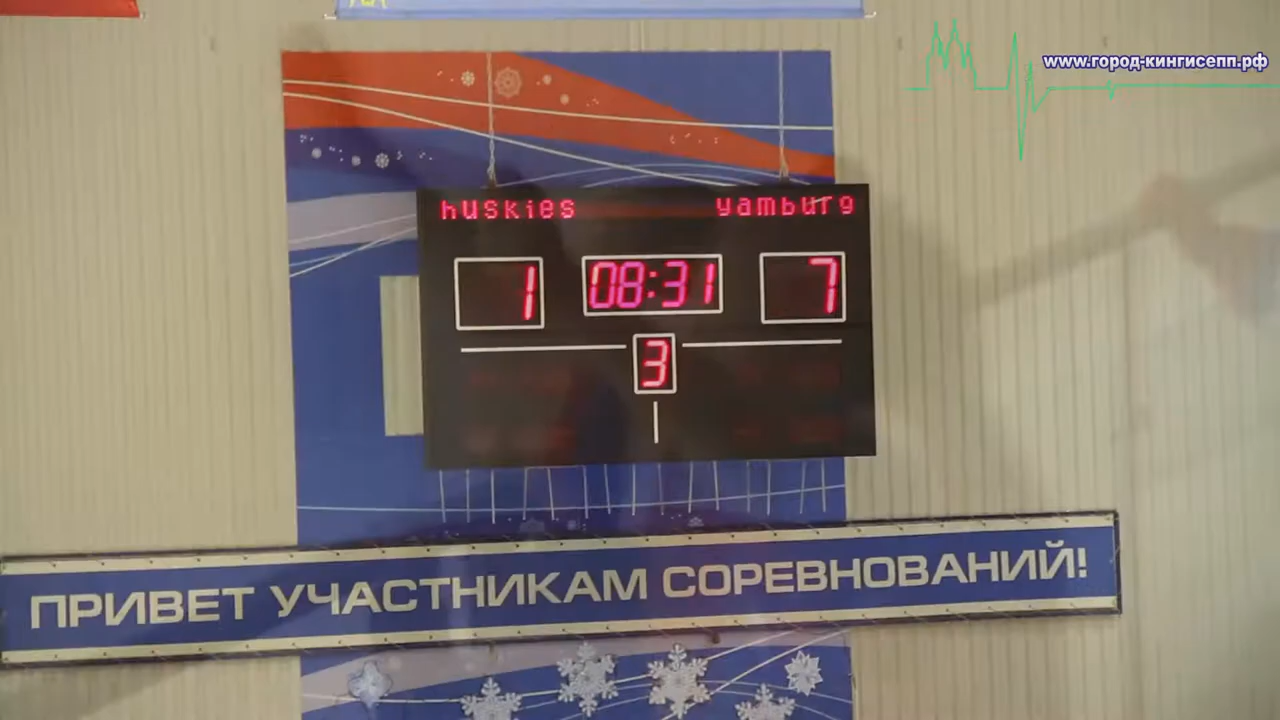 www.город-кингисепп.рф
huskies yamburg
1 08:31 7
3
ПРИВЕТ УЧАСТНИКАМ СОРЕВНОВАНИЙ!